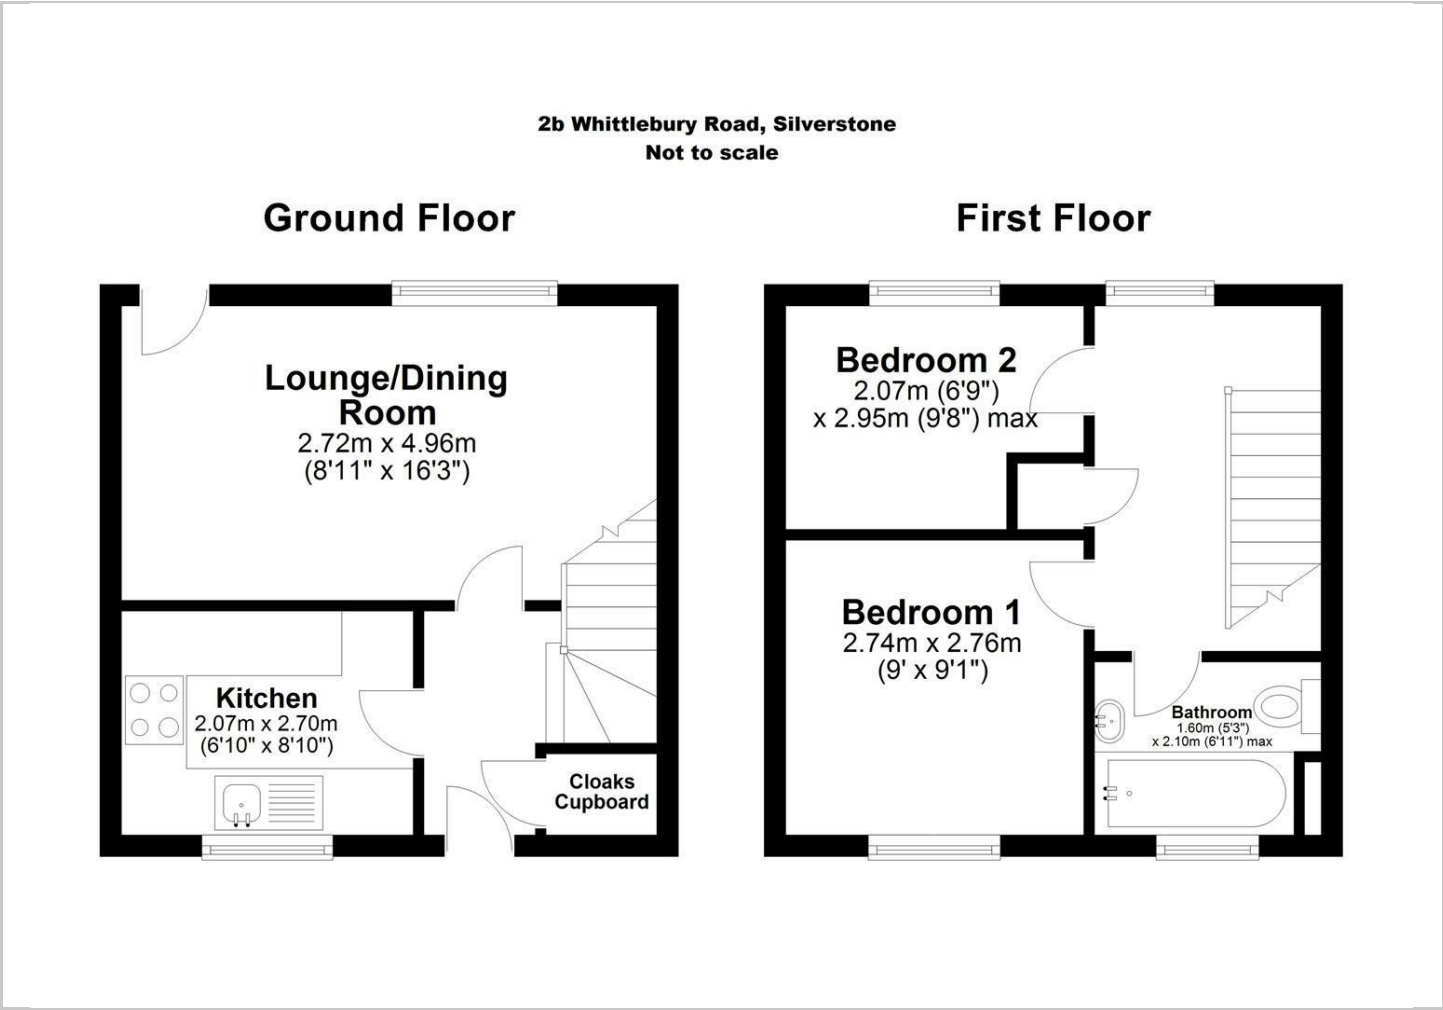 2b Whittlebury Road, Silverstone
Not to scale
Ground Floor
Lounge/Dining
Room
2.72m x 4.96m
(8'11" x 16'3")
Kitchen
2.07m x 2.70m
(6'10" x 8'10")
Cloaks
Cupboard
First Floor
Bedroom 2
2.07m (6'9")
x 2.95m (9'8") max
Bedroom 1
2.74m x 2.76m
(9' x 9'1")
Bathroom
1.60m (5'3")
x 2.10m (6'11") max